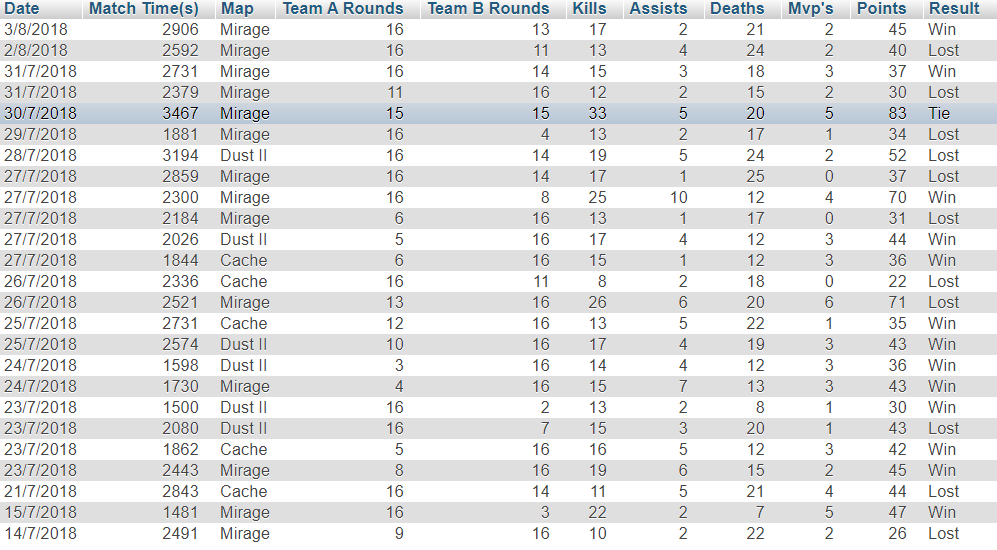 Date Match Time(s) Map Team A Rounds Team B Rounds Kills Assists Deaths Mvp's Points Result
3/8/2018 2906 Mirage 16 13 17 2 21 2 45 Win
2/8/2018 2592 Mirage 16 11 13 4 24 2 40 Lost
31/7/2018 2731 Mirage 16 14 15 3 18 3 37 Win
31/7/2018 2379 Mirage 11 16 12 2 15 2 30 Lost
30/7/2018 3467 Mirage 15 15 33 5 20 5 83 Tie
29/7/2018 1881 Mirage 16 4 13 2 17 1 34 Lost
28/7/2018 3194 Dust II 16 14 19 5 24 2 52 Lost
27/7/2018 2859 Mirage 16 14 17 1 25 0 37 Lost
27/7/2018 2300 Mirage 16 8 25 10 12 4 70 Win
27/7/2018 2184 Mirage 6 16 13 1 17 0 31 Lost
27/7/2018 2026 Dust II 5 16 17 4 12 3 44 Win
27/7/2018 1844 Cache 6 16 15 1 12 3 36 Win
26/7/2018 2336 Cache 16 11 8 2 18 0 22 Lost
26/7/2018 2521 Mirage 13 16 26 6 20 6 71 Lost
25/7/2018 2731 Cache 12 16 13 5 22 1 35 Win
25/7/2018 2574 Dust II 10 16 17 4 19 3 43 Win
24/7/2018 1598 Dust II 3 16 14 4 12 3 36 Win
24/7/2018 1730 Mirage 4 16 15 7 13 3 43 Win
23/7/2018 1500 Dust II 16 2 13 2 8 1 30 Win
23/7/2018 2080 Dust II 16 7 15 3 20 1 43 Lost
23/7/2018 1862 Cache 5 16 16 5 12 3 42 Win
23/7/2018 2443 Mirage 8 16 19 6 15 2 45 Win
21/7/2018 2843 Cache 16 14 11 5 21 4 44 Lost
15/7/2018 1481 Mirage 16 3 22 2 7 5 47 Win
14/7/2018 2491 Mirage 9 16 10 2 22 2 26 Lost